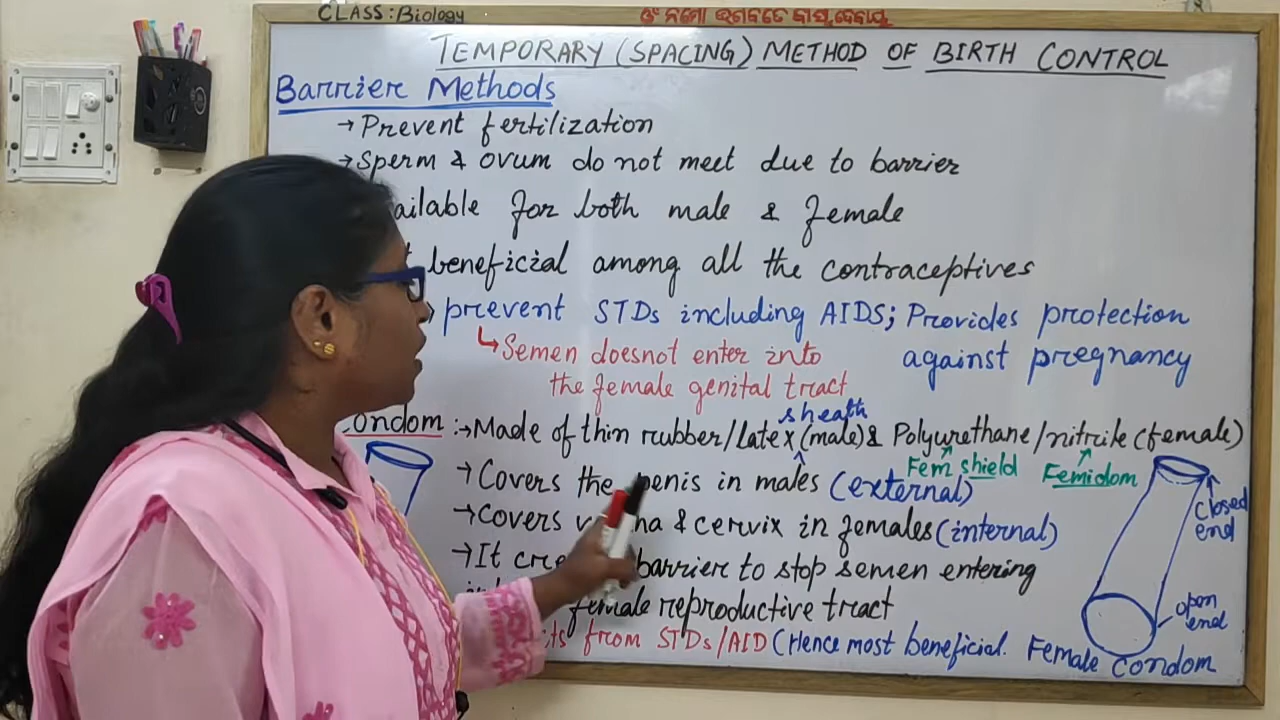 CLASS: Biology
ଓଁ ନମୋ ଭଗବତେ ବାସୁଦେବାୟ
TEMPORARY (SPACING) METHOD OF BIRTH CONTROL
Barrier Methods
→ Prevent fertilization
→ Sperm & ovum do not meet due to barrier
for both male & female
beneficial among all the contraceptives
prevent STDs including AIDS; Provides protection against pregnancy
↳ Semen doesnot enter into
the female genital tract
sheath
Condom :→ Made of thin rubber/latex (male) & Polyurethane/nitrile (female)
Fem shield Femidom
→ Covers the penis in males (external)
→ Covers & cervix in females (internal)
→ It barrier to stop semen entering
female reproductive tract
from STDs/AID (Hence most beneficial.
closed end
open end
Female Condom